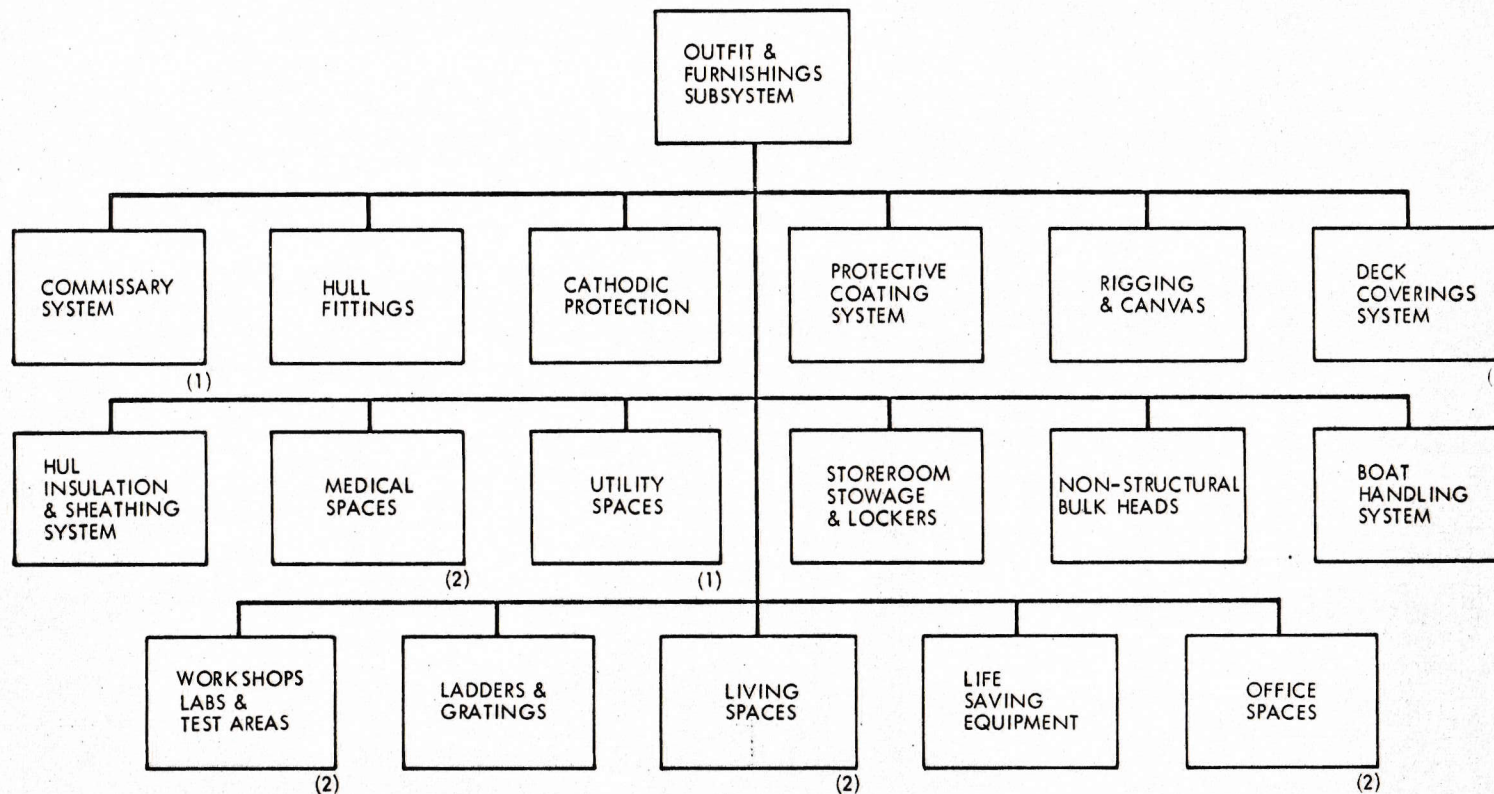 OUTFIT &
FURNISHINGS
SUBSYSTEM
COMMISSARY
SYSTEM
(1)
HULL
FITTINGS
CATHODIC
PROTECTION
PROTECTIVE
COATING
SYSTEM
RIGGING
& CANVAS
DECK
COVERINGS
SYSTEM
(
HUL
INSULATION
& SHEATHING
SYSTEM
MEDICAL
SPACES
(2)
UTILITY
SPACES
(1)
STOREROOM
STOWAGE
& LOCKERS
NON-STRUCTURAL
BULK HEADS
BOAT
HANDLING
SYSTEM
WORKSHOPS
LABS &
TEST AREAS
(2)
LADDERS &
GRATINGS
LIVING
SPACES
(2)
LIFE
SAVING
EQUIPMENT
OFFICE
SPACES
(2)